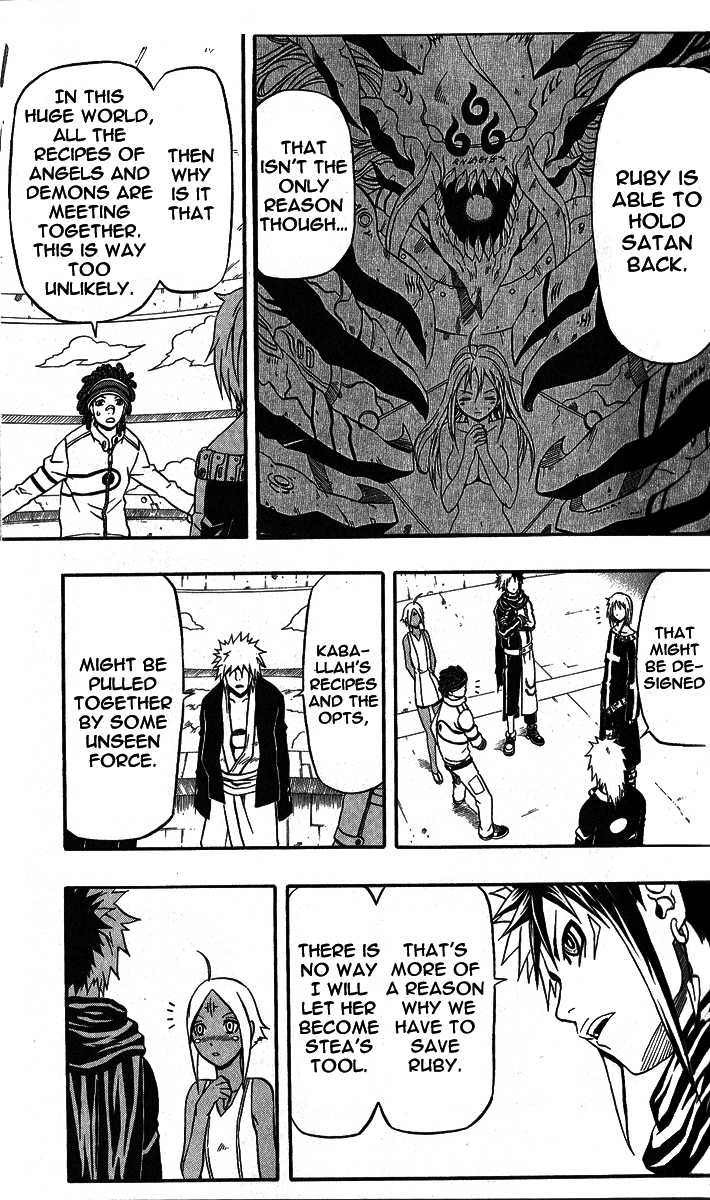 RUBY IS
ABLE TO
HOLD
SATAN
BACK.
THAT
ISN'T THE
ONLY
REASON
THOUGH...
THEN
WHY
IS IT
THAT
IN THIS
HUGE WORLD,
ALL THE
RECIPES OF
ANGELS AND
DEMONS ARE
MEETING
TOGETHER.
THIS IS WAY
TOO
UNLIKELY.
THAT
MIGHT
BE DE-
SIGNED
KABA-
LLAH'S
RECIPES
AND THE
OPTS,
MIGHT BE
PULLED
TOGETHER
BY SOME
UNSEEN
FORCE.
THAT'S
MORE OF
A REASON
WHY WE
HAVE TO
SAVE
RUBY.
THERE IS
NO WAY
I WILL
LET HER
BECOME
STEA'S
TOOL.